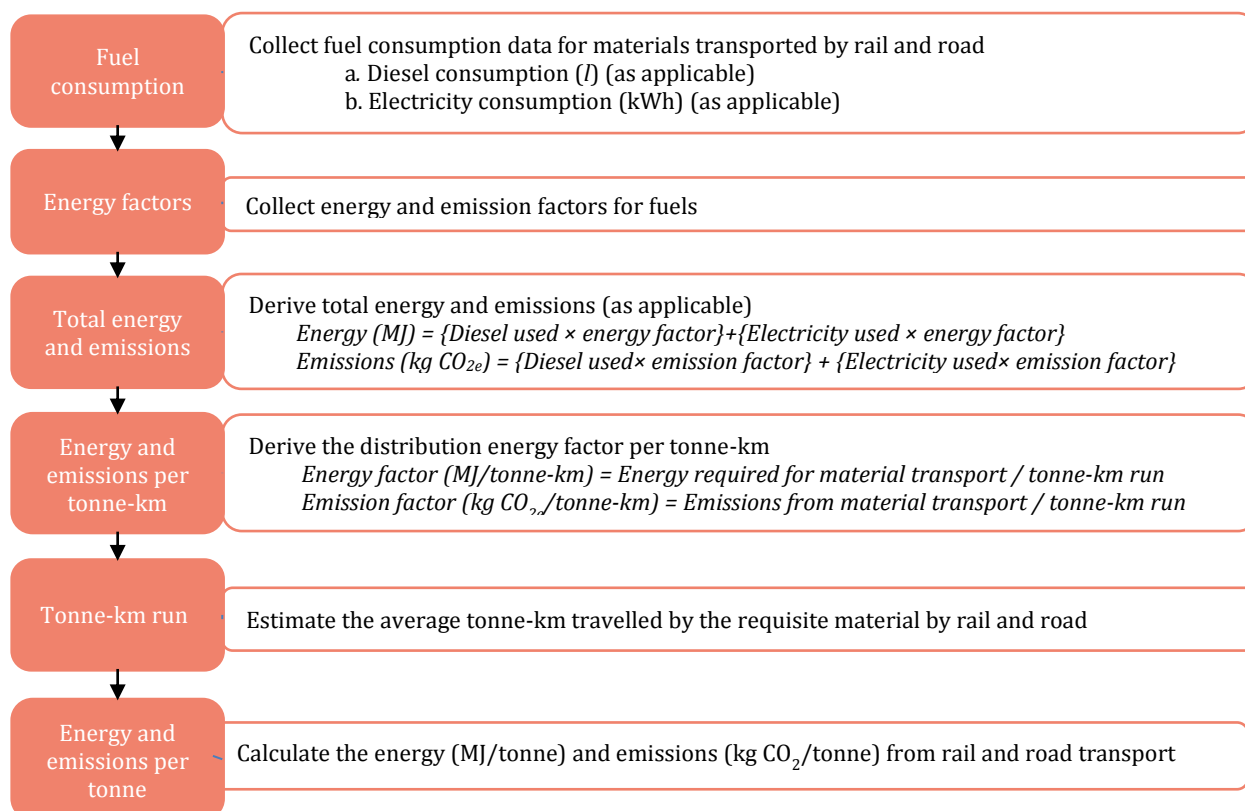 Fuel
consumption
Collect fuel consumption data for materials transported by rail and road
a. Diesel consumption (l) (as applicable)
b. Electricity consumption (kWh) (as applicable)
Energy factors
Collect energy and emission factors for fuels
Total energy
and emissions
Derive total energy and emissions (as applicable)
Energy (MJ) = {Diesel used × energy factor}+{Electricity used × energy factor}
Emissions (kg CO2e) = {Diesel used× emission factor} + {Electricity used× emission factor}
Energy and
emissions per
tonne-km
Derive the distribution energy factor per tonne-km
Energy factor (MJ/tonne-km) = Energy required for material transport / tonne-km run
Emission factor (kg CO2e/tonne-km) = Emissions from material transport / tonne-km run
Tonne-km run
Estimate the average tonne-km travelled by the requisite material by rail and road
Energy and
emissions per
tonne
Calculate the energy (MJ/tonne) and emissions (kg CO2/tonne) from rail and road transport